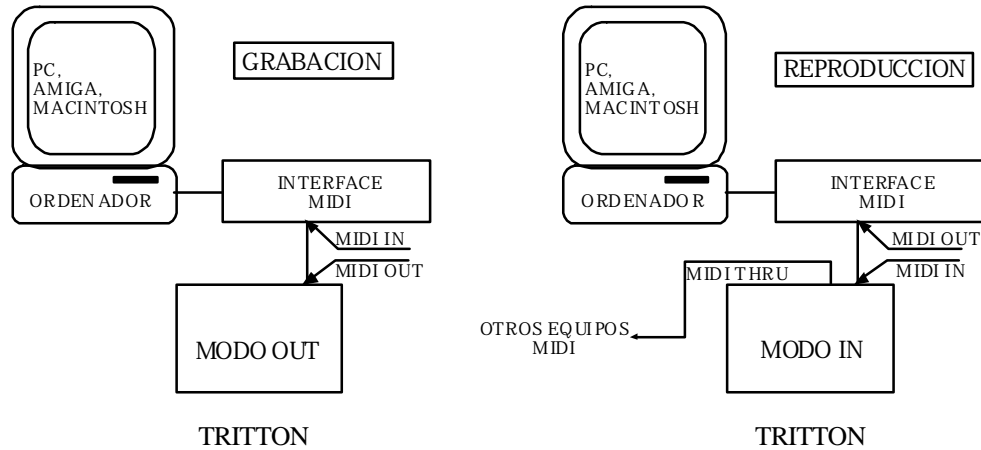 GRABACION
PC,
AMIGA,
MACINTOSH
ORDENADOR
INTERFACE
MIDI
MIDI IN
MIDI OUT
MODO OUT
TRITTON
REPRODUCCION
PC,
AMIGA,
MACINTOSH
ORDENADOR
INTERFACE
MIDI
MIDI OUT
MIDI IN
MIDI THRU
OTROS EQUIPOS
MIDI
MODO IN
TRITTON